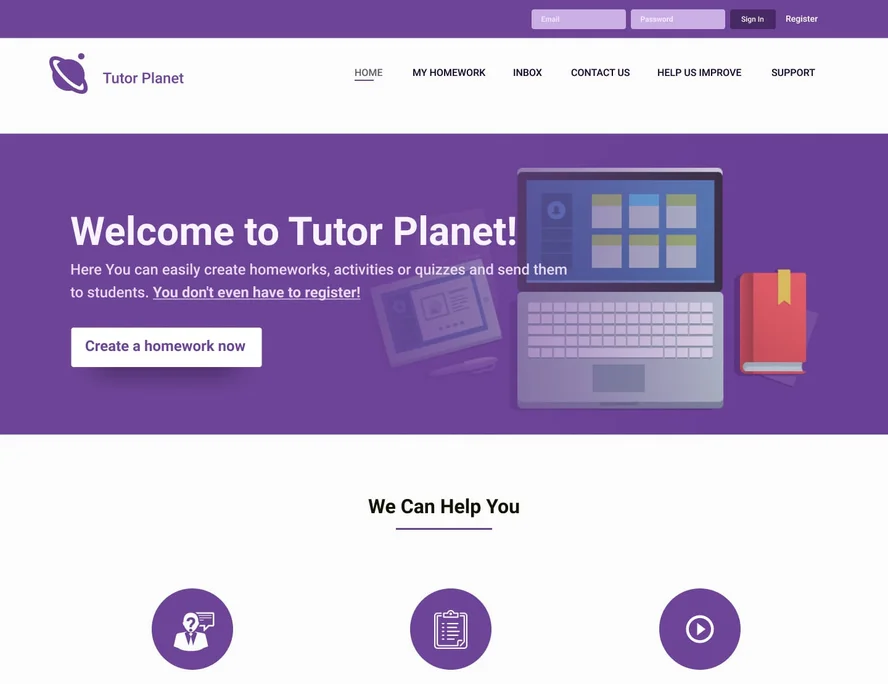 Email Password Sign In Register
Tutor Planet
HOME MY HOMEWORK INBOX CONTACT US HELP US IMPROVE SUPPORT
Welcome to Tutor Planet!
Here You can easily create homeworks, activities or quizzes and send them
to students. You don't even have to register!
Create a homework now
We Can Help You
?